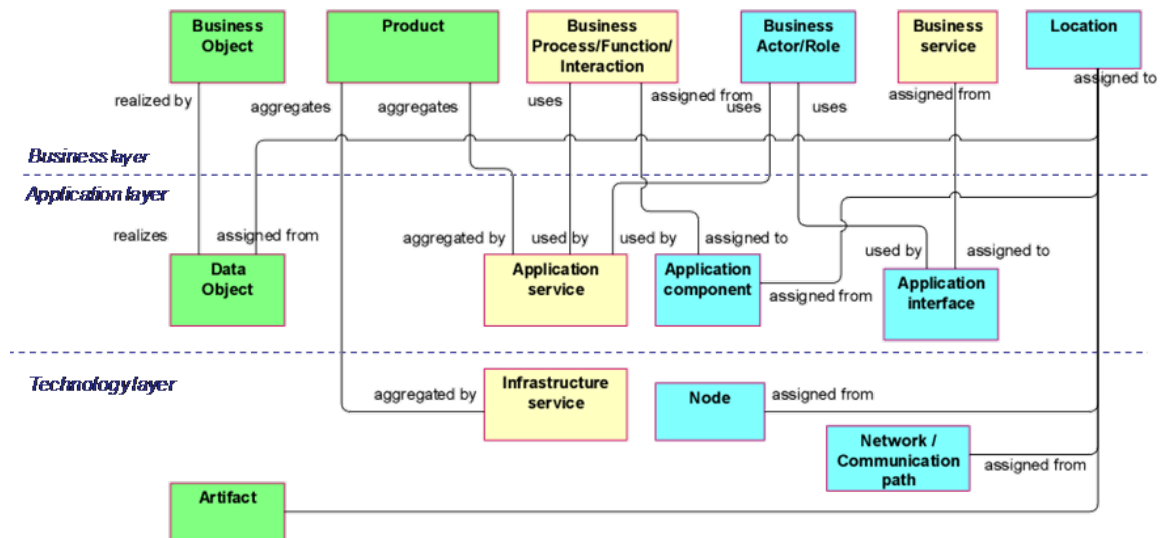 Business
Object
Product
Business
Process/Function/
Interaction
Business
Actor/Role
Business
service
Location
realized by
aggregates
aggregates
uses
assigned from
uses
uses
assigned from
assigned to
Business layer
Application layer
realizes
assigned from
aggregated by
used by
used by
assigned to
used by
assigned to
Data
Object
Application
service
Application
component
assigned from
Application
interface
Technology layer
aggregated by
Infrastructure
service
Node
assigned from
Network /
Communication
path
assigned from
Artifact